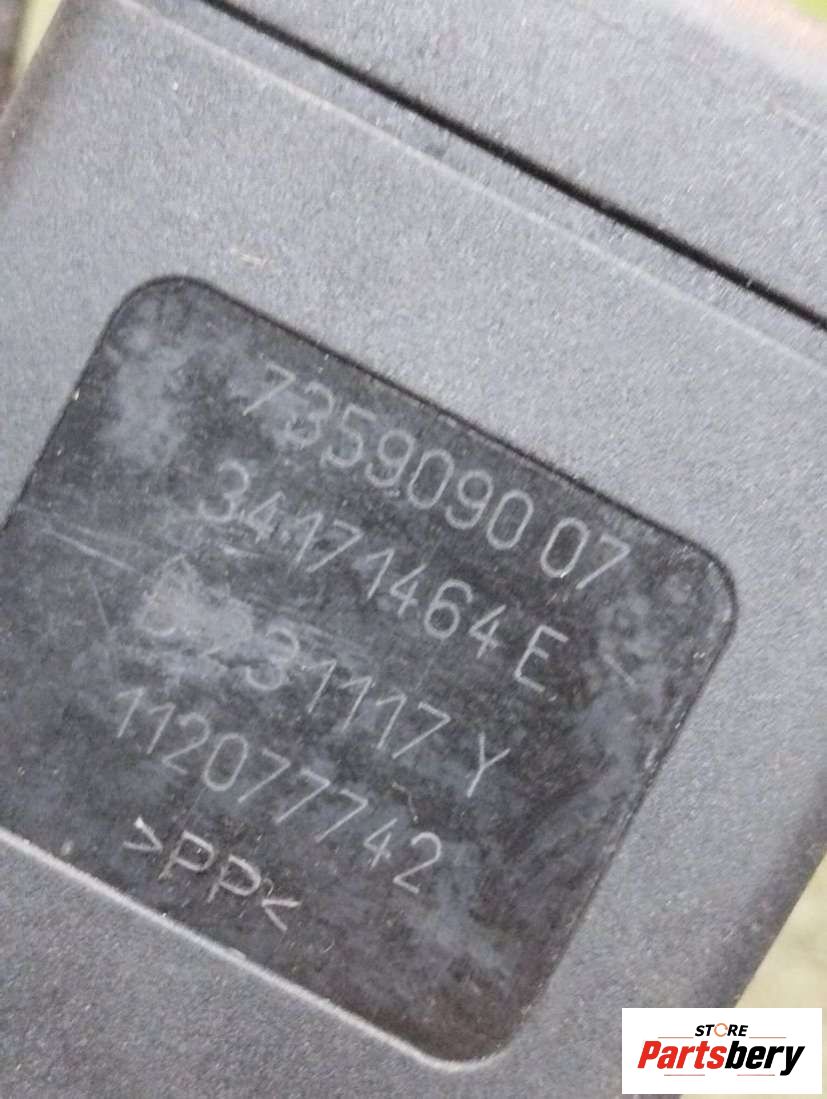 7359090 07
34171464 E
1117 Y
112077742
>PP<
STORE
Partsbery